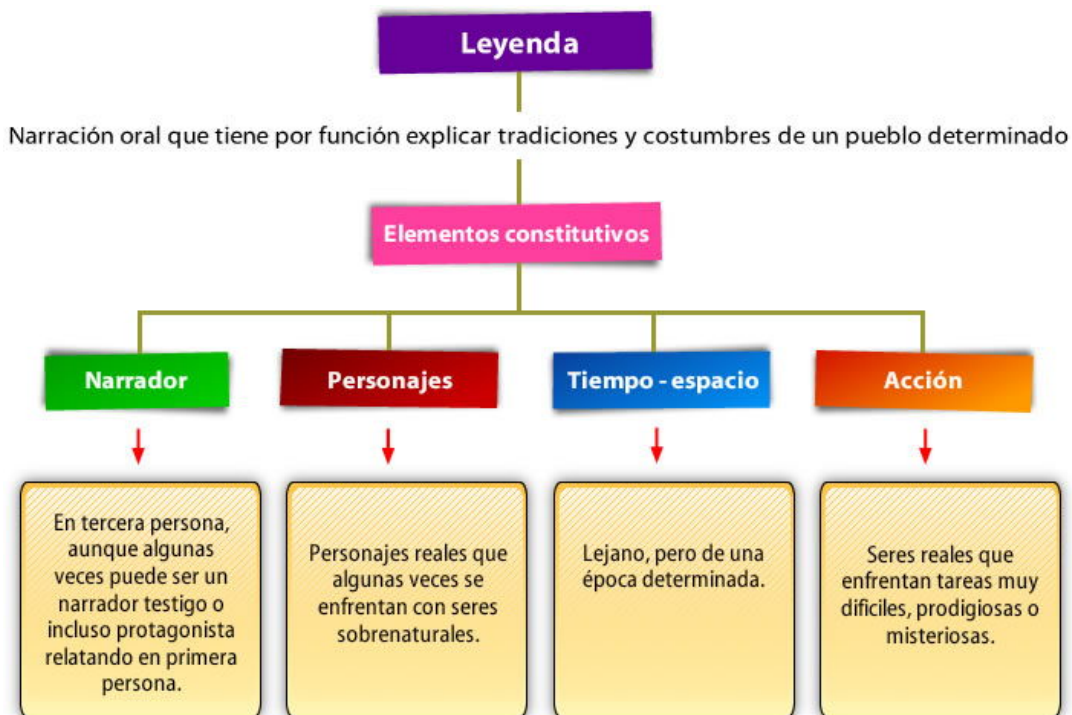 Leyenda
Narración oral que tiene por función explicar tradiciones y costumbres de un pueblo determinado
Elementos constitutivos
Narrador
Personajes
Tiempo - espacio
Acción
En tercera persona,
aunque algunas
veces puede ser un
narrador testigo o
incluso protagonista
relatando en primera
persona.
Personajes reales que
algunas veces se
enfrentan con seres
sobrenaturales.
Lejano, pero de una
época determinada.
Seres reales que
enfrentan tareas muy
dificiles, prodigiosas o
misteriosas.